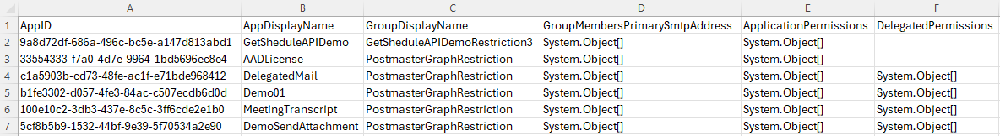 A B C D E F
1 AppID AppDisplayName GroupDisplayName GroupMembersPrimarySmtpAddress ApplicationPermissions DelegatedPermissions
2 9a8d72df-686a-496c-bc5e-a147d813abd1 GetSheduleAPIDemo GetSheduleAPIDemoRestriction3 System.Object[] System.Object[]
3 33554333-f7a0-4d7e-9964-1bd5696ec8e4 AADLicense PostmasterGraphRestriction System.Object[] System.Object[]
4 c1a5903b-cd73-48fe-ac1f-e71bde968412 DelegatedMail PostmasterGraphRestriction System.Object[] System.Object[] System.Object[]
5 b1fe3302-d057-4fe3-84ac-c507ecdb6d0d Demo01 PostmasterGraphRestriction System.Object[] System.Object[] System.Object[]
6 100e10c2-3db3-437e-8c5c-3ff6cde2e1b0 MeetingTranscript PostmasterGraphRestriction System.Object[] System.Object[] System.Object[]
7 5cf8b5b9-1532-44bf-9e39-5f70534a2e90 DemoSendAttachment PostmasterGraphRestriction System.Object[] System.Object[] System.Object[]